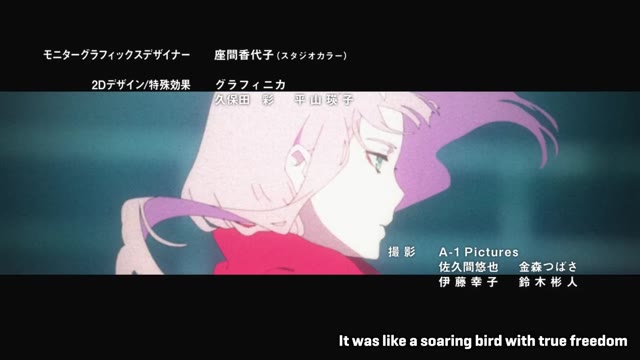 モニターグラフィックスデザイナー 座間香代子(スタジオカラー)
2Dデザイン/特殊効果 グラフィニカ
久保田 彩 平山瑛子
撮影 A-1 Pictures
佐久間悠也 金森つばさ
伊藤幸子 鈴木彬人
It was like a soaring bird with true freedom